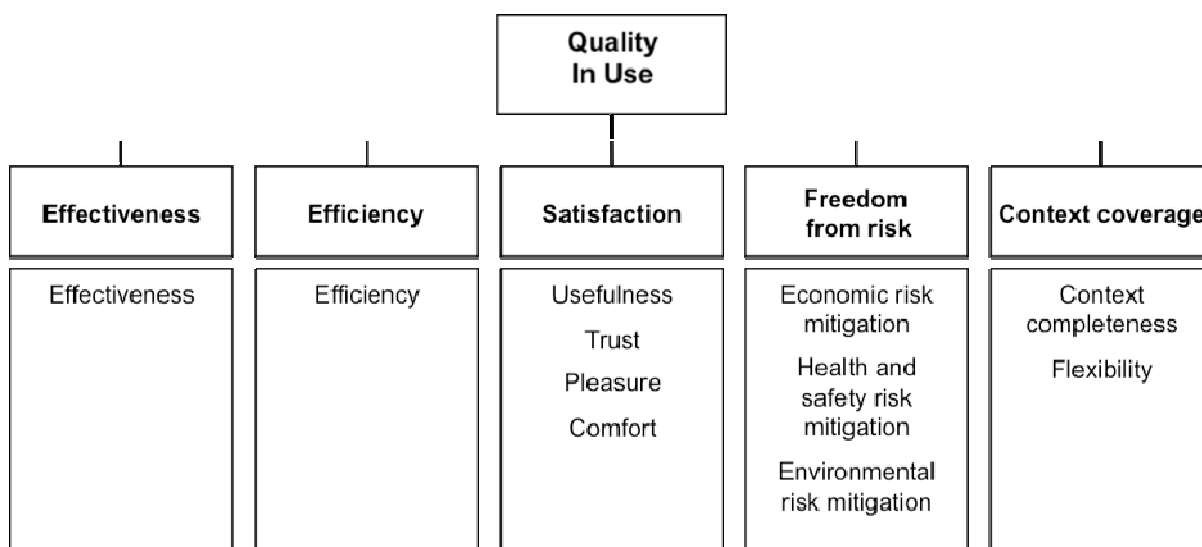 Quality
In Use
Effectiveness
Efficiency
Satisfaction
Freedom
from risk
Context coverage
Effectiveness
Efficiency
Usefulness
Trust
Pleasure
Comfort
Economic risk
mitigation
Health and
safety risk
mitigation
Environmental
risk mitigation
Context
completeness
Flexibility